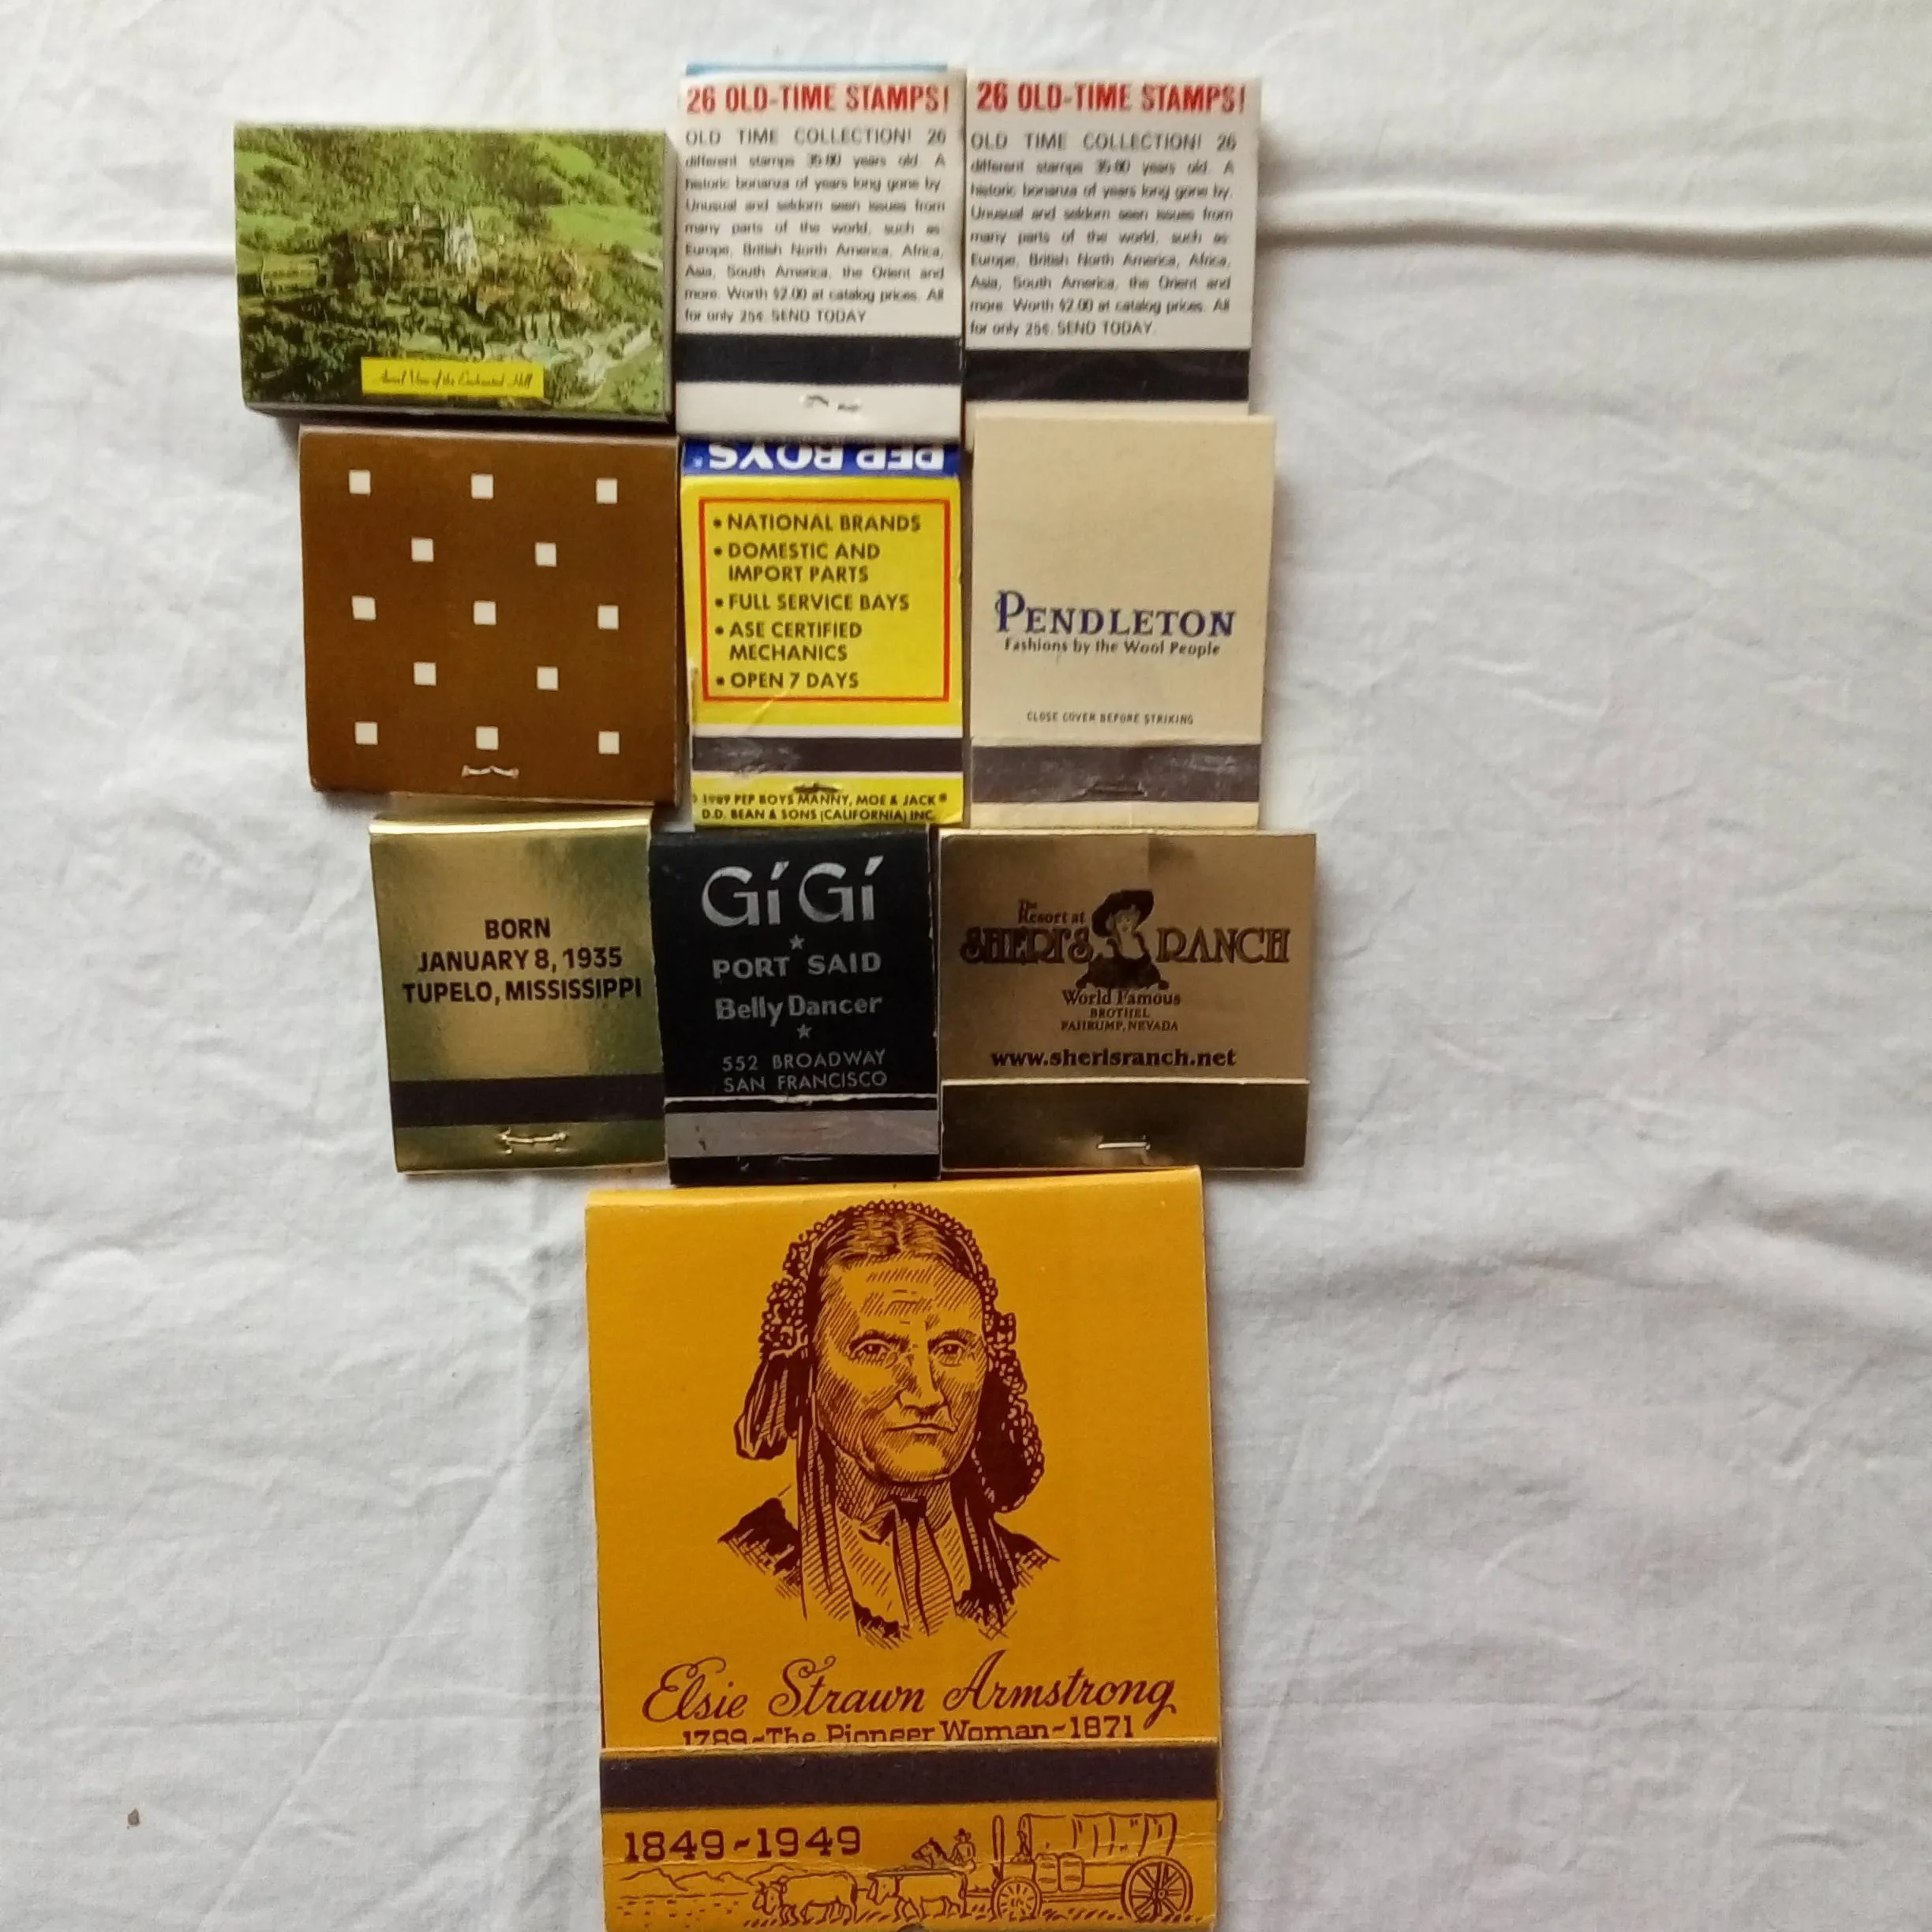 26 OLD-TIME STAMPS!
OLD TIME COLLECTION! 26
different stamps 35-80 years old. A
historic bonanza of years long gone by.
Unusual and seldom seen issues from
many parts of the world, such as:
Europe, British North America, Africa,
Asia, South America, the Orient and
more. Worth $2.00 at catalog prices. All
for only 25¢. SEND TODAY.
26 OLD-TIME STAMPS!
OLD TIME COLLECTION! 26
different stamps 35-80 years old. A
historic bonanza of years long gone by.
Unusual and seldom seen issues from
many parts of the world, such as:
Europe, British North America, Africa,
Asia, South America, the Orient and
more. Worth $2.00 at catalog prices. All
for only 25¢. SEND TODAY.
Aerial View of the Enchanted Hill
PEP BOYS®
• NATIONAL BRANDS
• DOMESTIC AND
IMPORT PARTS
• FULL SERVICE BAYS
• ASE CERTIFIED
MECHANICS
• OPEN 7 DAYS
© 1989 PEP BOYS MANNY, MOE & JACK®
D.D. BEAN & SONS (CALIFORNIA) INC.
PENDLETON
Fashions by the Wool People
CLOSE COVER BEFORE STRIKING
BORN
JANUARY 8, 1935
TUPELO, MISSISSIPPI
Gí Gí
PORT SAID
Belly Dancer
552 BROADWAY
SAN FRANCISCO
The
Resort at
SHERI'S RANCH
World Famous
BROTHEL
PAHRUMP, NEVADA
www.sherisranch.net
Elsie Strawn Armstrong
1789~The Pioneer Woman~1871
1849~1949